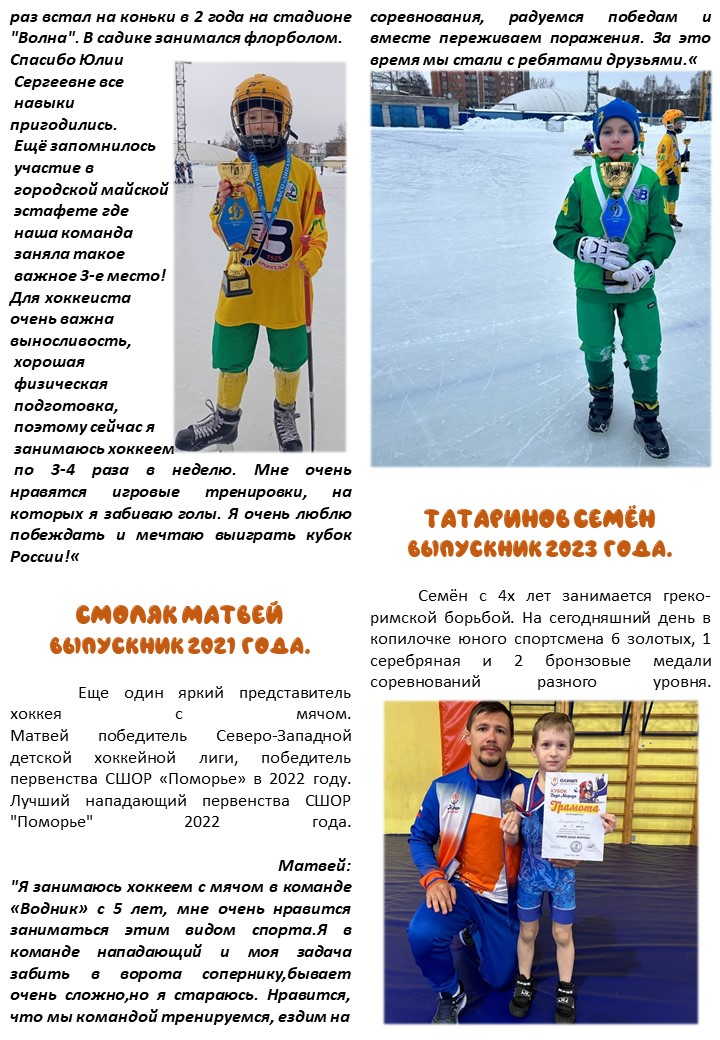 раз встал на коньки в 2 года на стадионе
"Волна". В садике занимался флорболом.
Спасибо Юлии
Сергеевне все
навыки
пригодились.
Ещё запомнилось
участие в
городской майской
эстафете где
наша команда
заняла такое
важное 3-е место!
Для хоккеиста
очень важна
выносливость,
хорошая
физическая
подготовка,
поэтому сейчас я
занимаюсь хоккеем
по 3-4 раза в неделю. Мне очень
нравятся игровые тренировки, на
которых я забиваю голы. Я очень люблю
побеждать и мечтаю выиграть кубок
России!«
СМОЛЯК МАТВЕЙ
ВЫПУСКНИК 2021 ГОДА.
Еще один яркий представитель
хоккея с мячом.
Матвей победитель Северо-Западной
детской хоккейной лиги, победитель
первенства СШОР «Поморье» в 2022 году.
Лучший нападающий первенства СШОР
"Поморье" 2022 года.
Матвей:
"Я занимаюсь хоккеем с мячом в команде
«Водник» с 5 лет, мне очень нравится
заниматься этим видом спорта.Я в
команде нападающий и моя задача
забить в ворота сопернику,бывает
очень сложно,но я стараюсь. Нравится,
что мы командой тренируемся, ездим на
соревнования, радуемся победам и
вместе переживаем поражения. За это
время мы стали с ребятами друзьями.«
ТАТАРИНОВ СЕМЁН
ВЫПУСКНИК 2023 ГОДА.
Семён с 4х лет занимается греко-
римской борьбой. На сегодняшний день в
копилочке юного спортсмена 6 золотых, 1
серебряная и 2 бронзовые медали
соревнований разного уровня.
ОЛИМП
КУБОК
Деда Мороза
Грамота